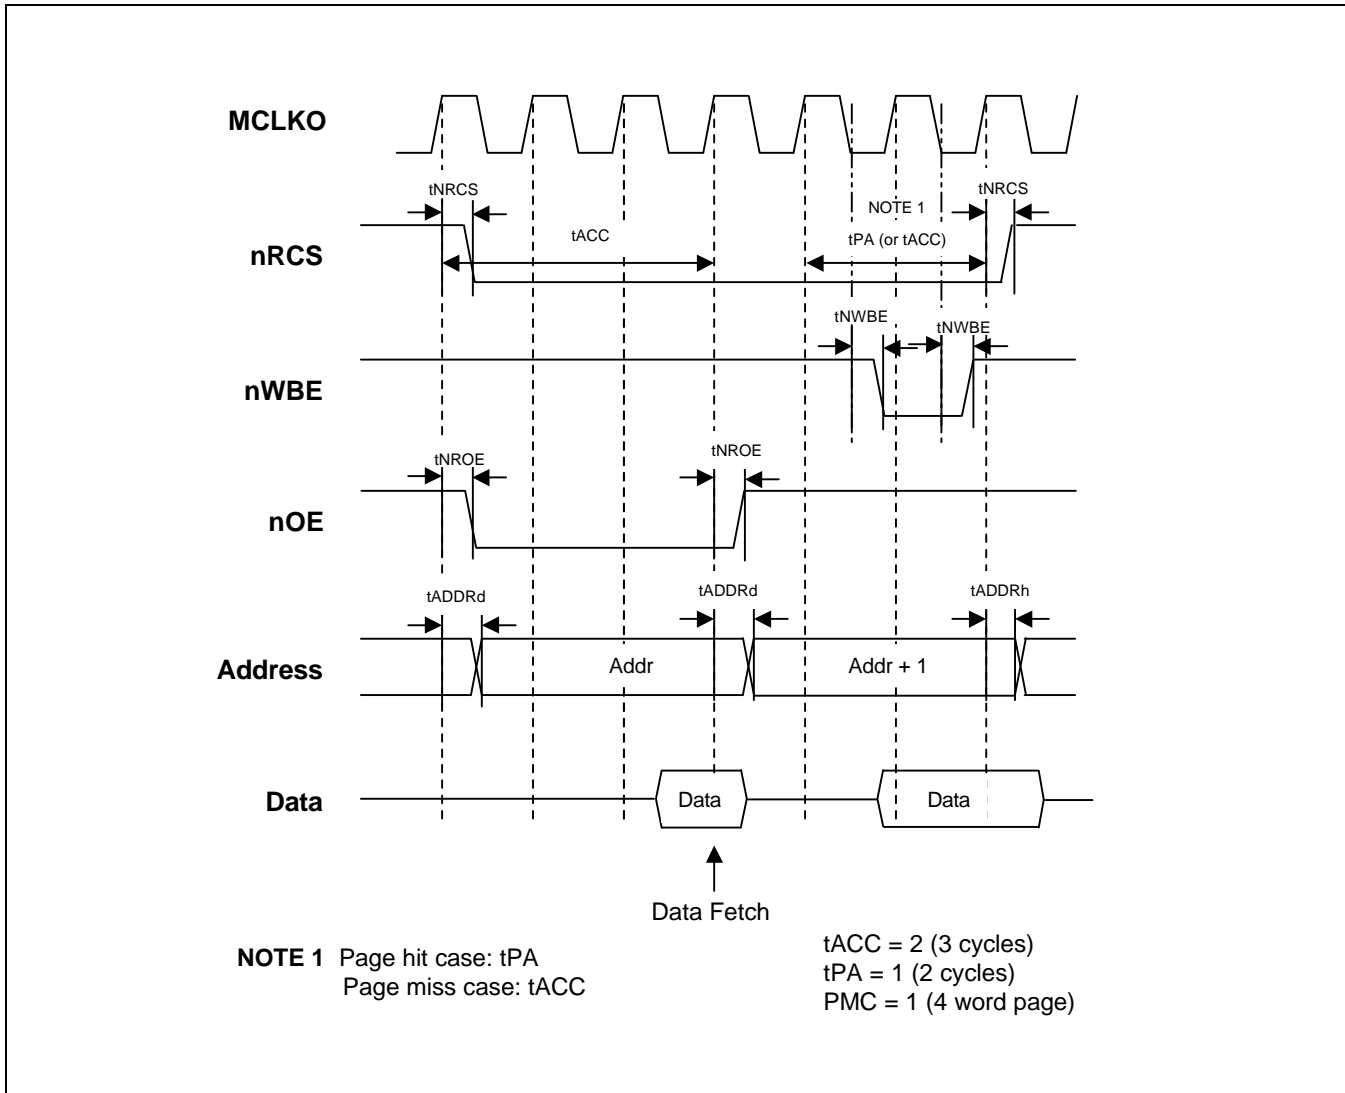 MCLKO
tNRCS
tNRCS
NOTE 1
tACC
tPA (or tACC)
nRCS
tNWBE
tNWBE
nWBE
tNROE
tNROE
nOE
tADDRd
tADDRd
tADDRh
Address
Addr
Addr + 1
Data
Data
Data
Data Fetch
NOTE 1 Page hit case: tPA
Page miss case: tACC
tACC = 2 (3 cycles)
tPA = 1 (2 cycles)
PMC = 1 (4 word page)